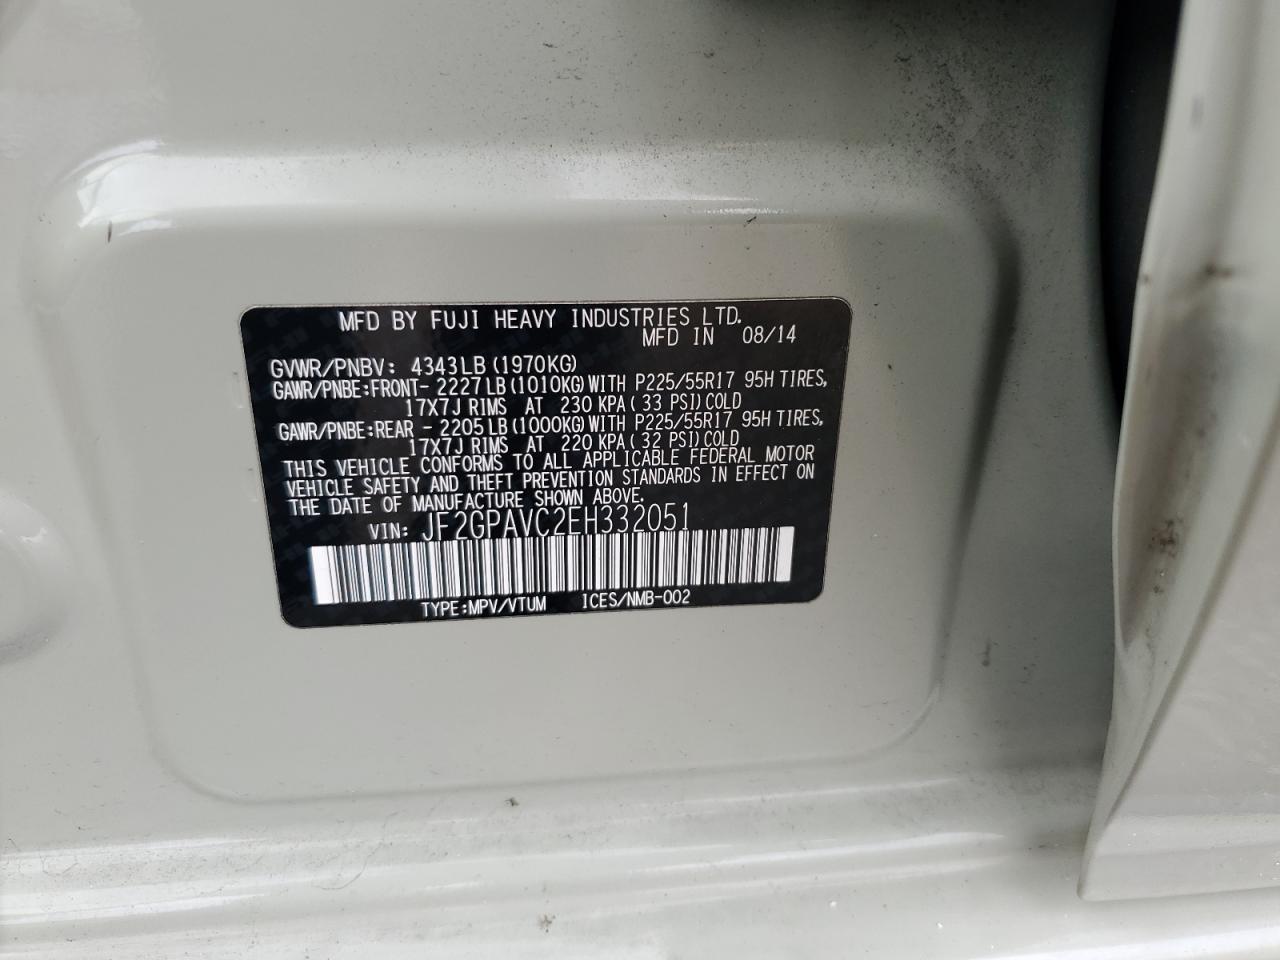 MFD BY FUJI HEAVY INDUSTRIES LTD.
MFD IN 08/14
GVWR/PNBV: 4343LB (1970KG)
GAWR/PNBE:FRONT- 2227LB (1010KG) WITH P225/55R17 95H TIRES,
17X7J RIMS AT 230 KPA ( 33 PSI) COLD
GAWR/PNBE:REAR - 2205LB (1000KG) WITH P225/55R17 95H TIRES,
17X7J RIMS AT 220 KPA ( 32 PSI) COLD
THIS VEHICLE CONFORMS TO ALL APPLICABLE FEDERAL MOTOR
VEHICLE SAFETY AND THEFT PREVENTION STANDARDS IN EFFECT ON
THE DATE OF MANUFACTURE SHOWN ABOVE.
VIN: JF2GPAVC2EH332051
TYPE:MPV/VTUM ICES/NMB-002